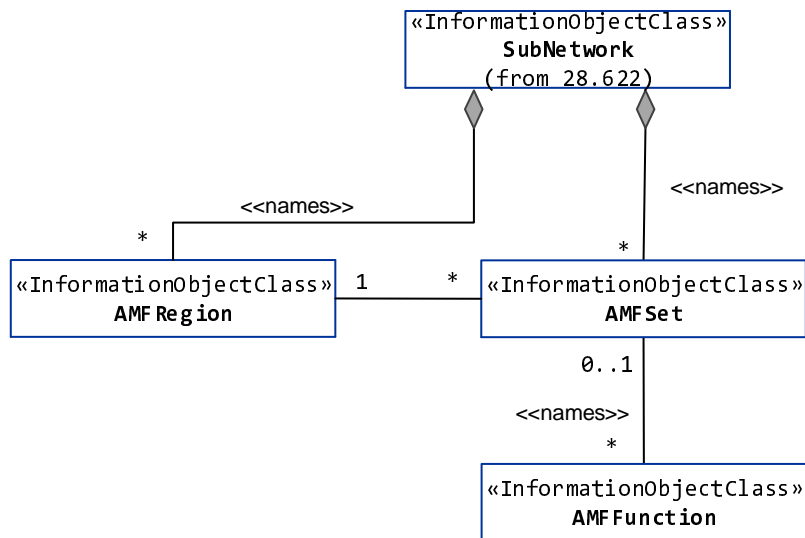 «InformationObjectClass»
SubNetwork
(from 28.622)
<<names>>
<<names>>
*
*
«InformationObjectClass»
AMFRegion
1
*
«InformationObjectClass»
AMFSet
0..1
<<names>>
*
«InformationObjectClass»
AMFFunction